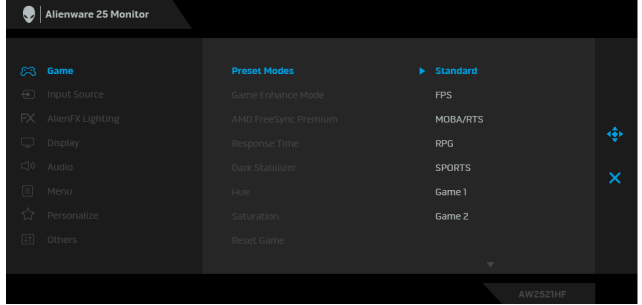 Alienware 25 Monitor
Game Preset Modes Standard
Input Source Game Enhance Mode FPS
FX AlienFX Lighting AMD FreeSync Premium MOBA/RTS
Display Response Time RPG
Audio Dark Stabilizer SPORTS
Menu Hue Game 1
Personalize Saturation Game 2
Others Reset Game
AW2521HF